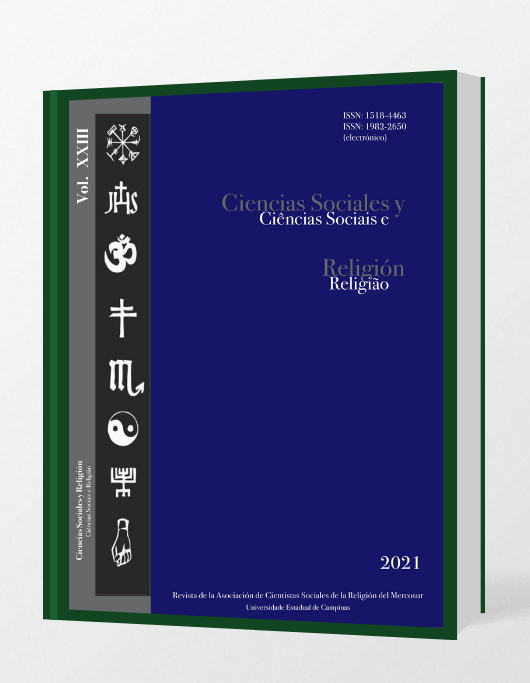 ISSN: 1518-4463
ISSN: 1982-2650
(electrónico)
Vol. XXIII
Ciencias Sociales y
Ciências Sociais e
Religión
Religião
JHS
Ciencias Sociales y Religión
Ciências Sociais e Religião
2021
Revista de la Asociación de Cientistas Sociales de la Religión del Mercosur
Universidade Estadual de Campinas